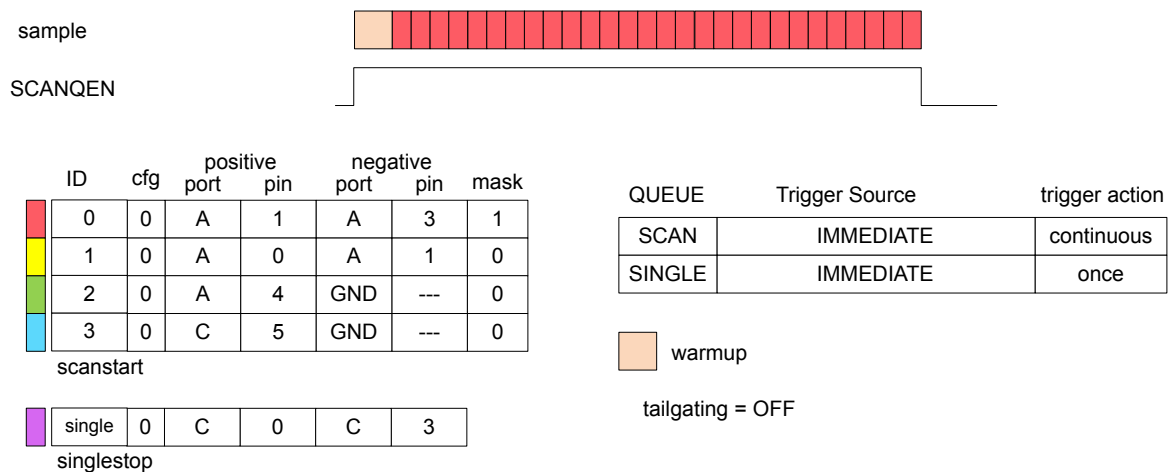 sample
SCANQEN
ID cfg positive port pin negative port pin mask
0 0 A 1 A 3 1
1 0 A 0 A 1 0
2 0 A 4 GND --- 0
3 0 C 5 GND --- 0
scanstart
single 0 C 0 C 3
singlestop
QUEUE Trigger Source trigger action
SCAN IMMEDIATE continuous
SINGLE IMMEDIATE once
warmup
tailgating = OFF